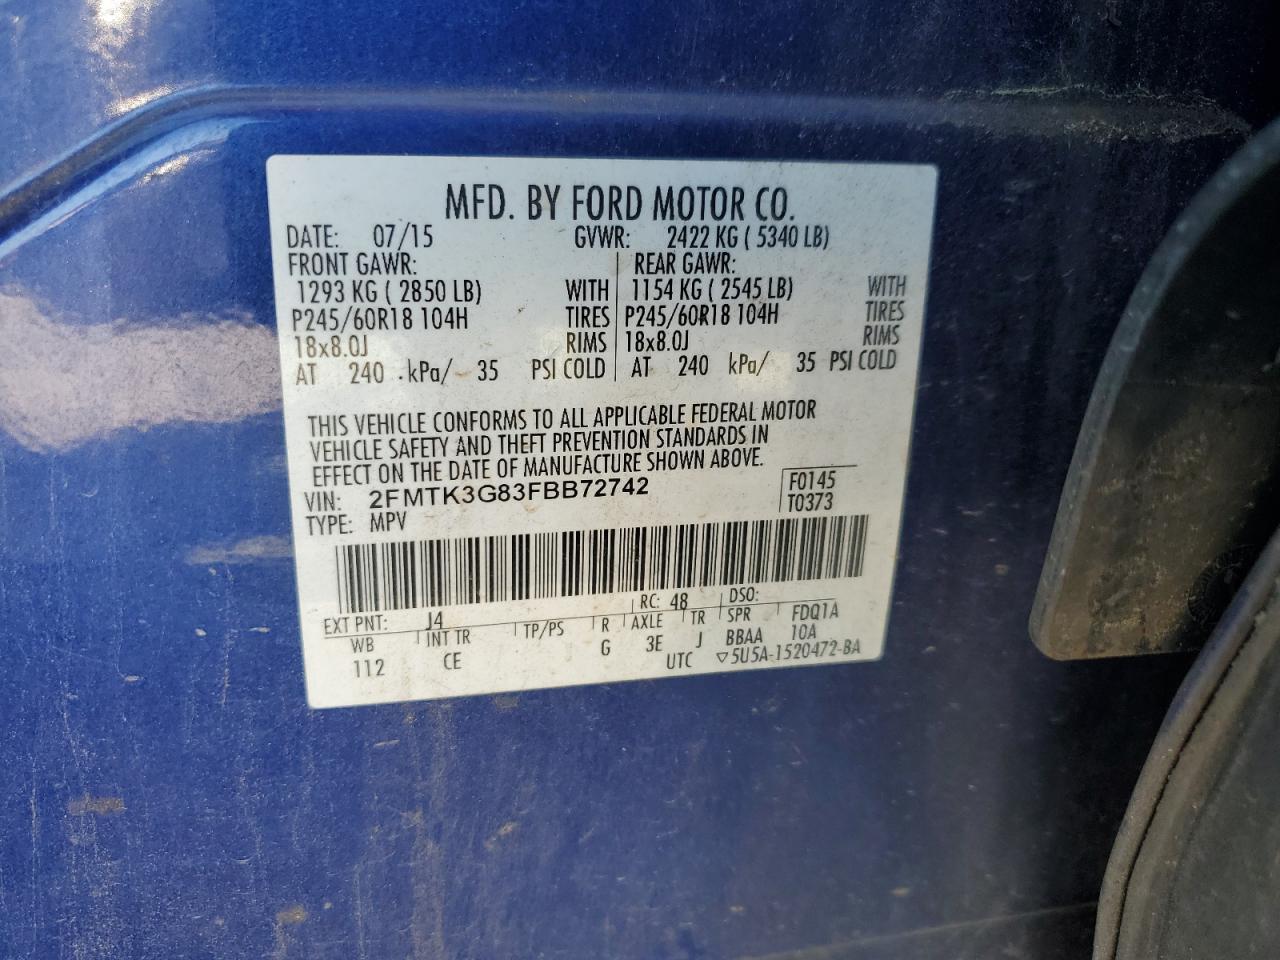 MFD. BY FORD MOTOR CO.
DATE: 07/15 GVWR: 2422 KG ( 5340 LB)
FRONT GAWR: REAR GAWR:
1293 KG ( 2850 LB) WITH 1154 KG ( 2545 LB) WITH
P245/60R18 104H TIRES P245/60R18 104H TIRES
18x8.0J RIMS 18x8.0J RIMS
AT 240 kPa/ 35 PSI COLD AT 240 kPa/ 35 PSI COLD
THIS VEHICLE CONFORMS TO ALL APPLICABLE FEDERAL MOTOR
VEHICLE SAFETY AND THEFT PREVENTION STANDARDS IN
EFFECT ON THE DATE OF MANUFACTURE SHOWN ABOVE.
VIN: 2FMTK3G83FBB72742 F0145
TYPE: MPV T0373
EXT PNT: J4 RC: 48 DSO: FDQ1A
WB INT TR TP/PS R AXLE TR SPR 10A
112 CE G 3E J BBAA
UTC ▽5U5A-1520472-BA